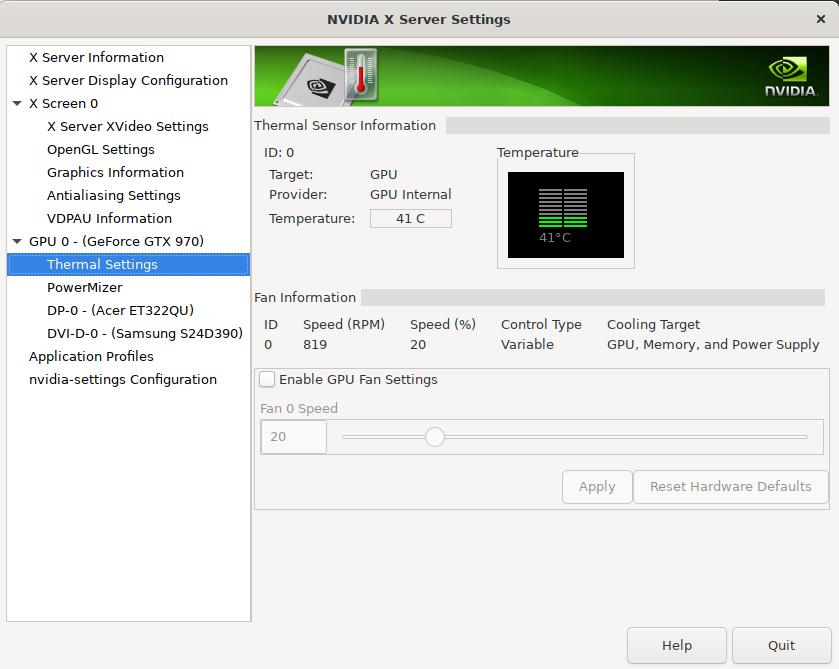 NVIDIA X Server Settings
X Server Information
X Server Display Configuration
X Screen 0
X Server XVideo Settings
OpenGL Settings
Graphics Information
Antialiasing Settings
VDPAU Information
GPU 0 - (GeForce GTX 970)
Thermal Settings
PowerMizer
DP-0 - (Acer ET322QU)
DVI-D-0 - (Samsung S24D390)
Application Profiles
nvidia-settings Configuration
NVIDIA.
Thermal Sensor Information
ID: 0
Target: GPU
Provider: GPU Internal
Temperature: 41 C
Temperature
41°C
Fan Information
ID Speed (RPM) Speed (%) Control Type Cooling Target
0 819 20 Variable GPU, Memory, and Power Supply
Enable GPU Fan Settings
Fan 0 Speed
20
Apply Reset Hardware Defaults
Help Quit